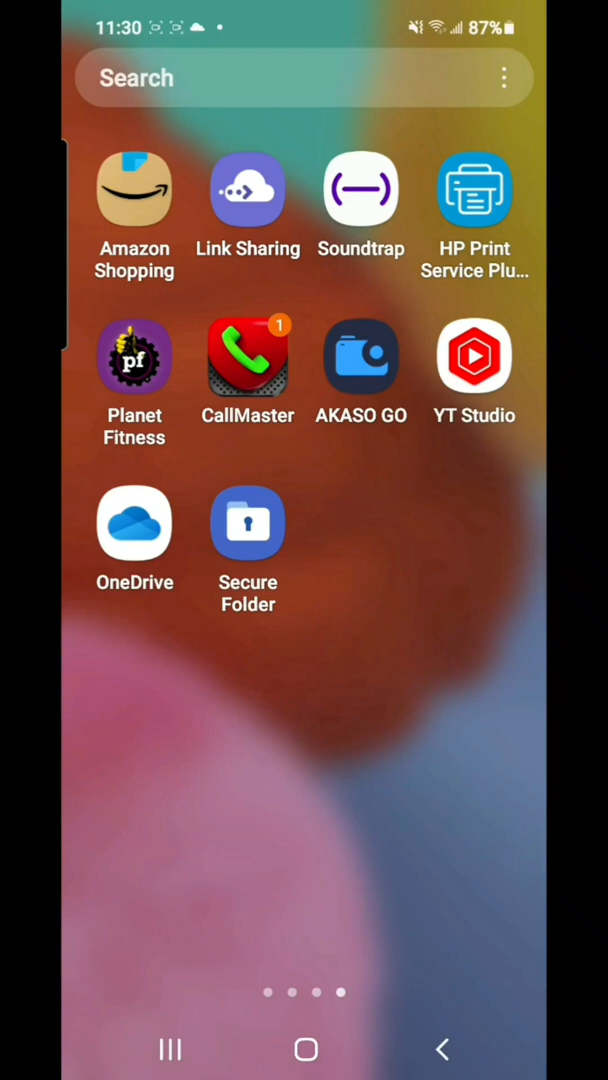 11:30 87%
Search
Amazon Shopping
Link Sharing
Soundtrap
HP Print Service Plu...
pf
1
Planet Fitness
CallMaster
AKASO GO
YT Studio
OneDrive
Secure Folder